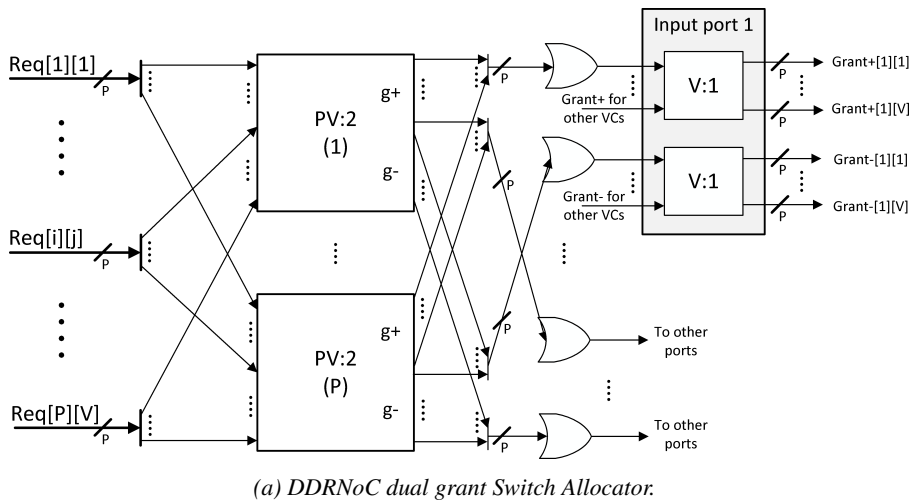 Input port 1
Req[1][1]
P
PV:2
(1)
g+
g-
P
V:1
Grant+ for
other VCs
P
Grant+[1][1]
P
Grant+[1][V]
V:1
Grant- for
other VCs
P
Grant-[1][1]
P
Grant-[1][V]
P
Req[i][j]
P
PV:2
(P)
g+
g-
P
To other
ports
Req[P][V]
P
P
To other
ports
(a) DDRNoC dual grant Switch Allocator.